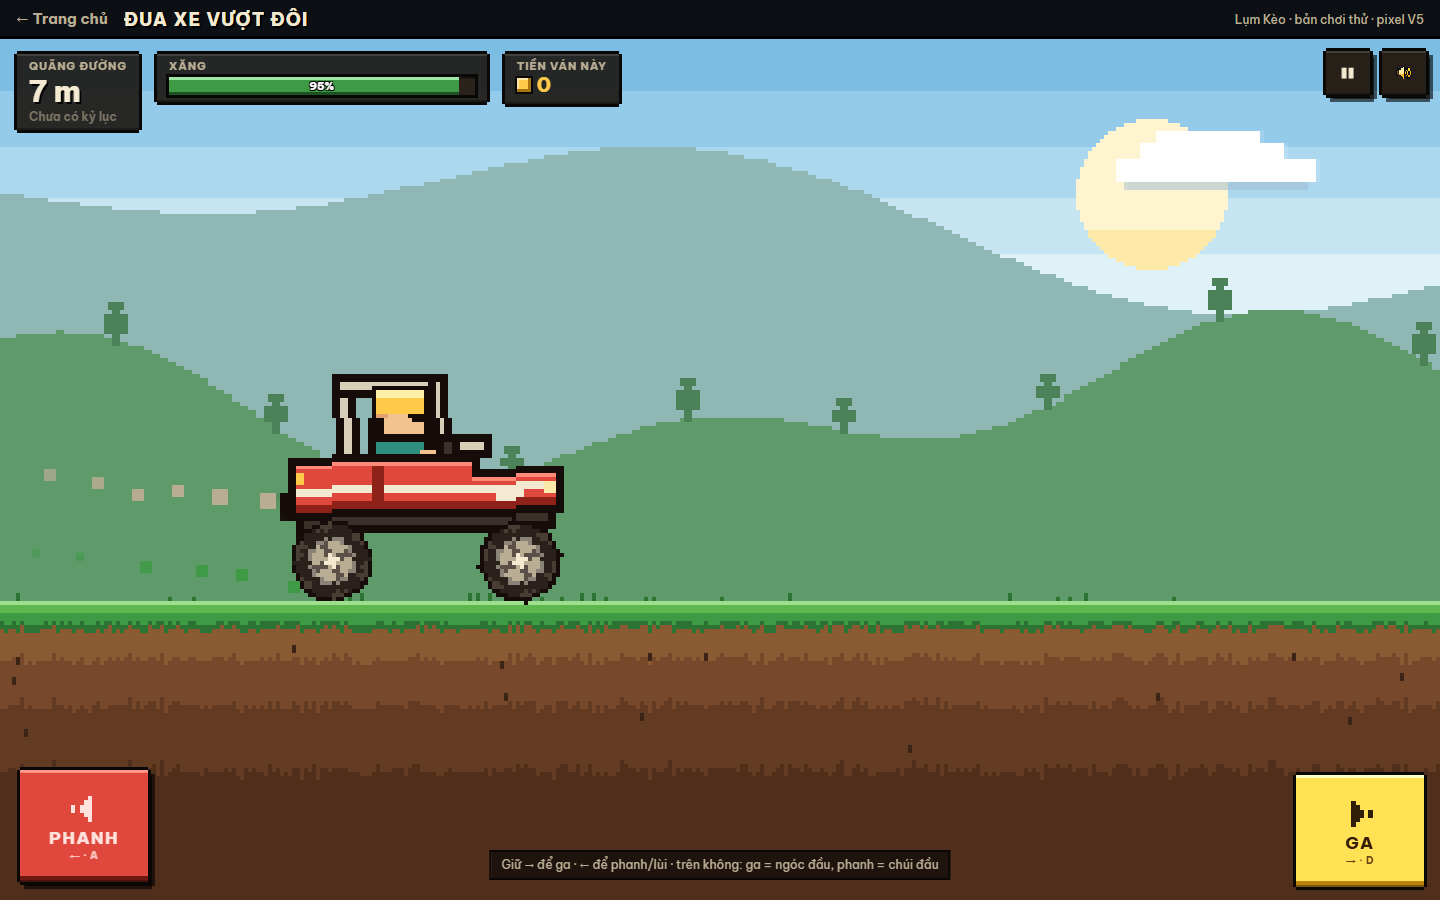 ← Trang chủ ĐUA XE VƯỢT ĐỒI
Lụm Kèo · bản chơi thử · pixel V5
QUÃNG ĐƯỜNG
7 m
Chưa có kỷ lục
XĂNG
95%
TIỀN VÁN NÀY
0
PHANH
← · A
Giữ → để ga · ← để phanh/lùi · trên không: ga = ngóc đầu, phanh = chúi đầu
GA
→ · D